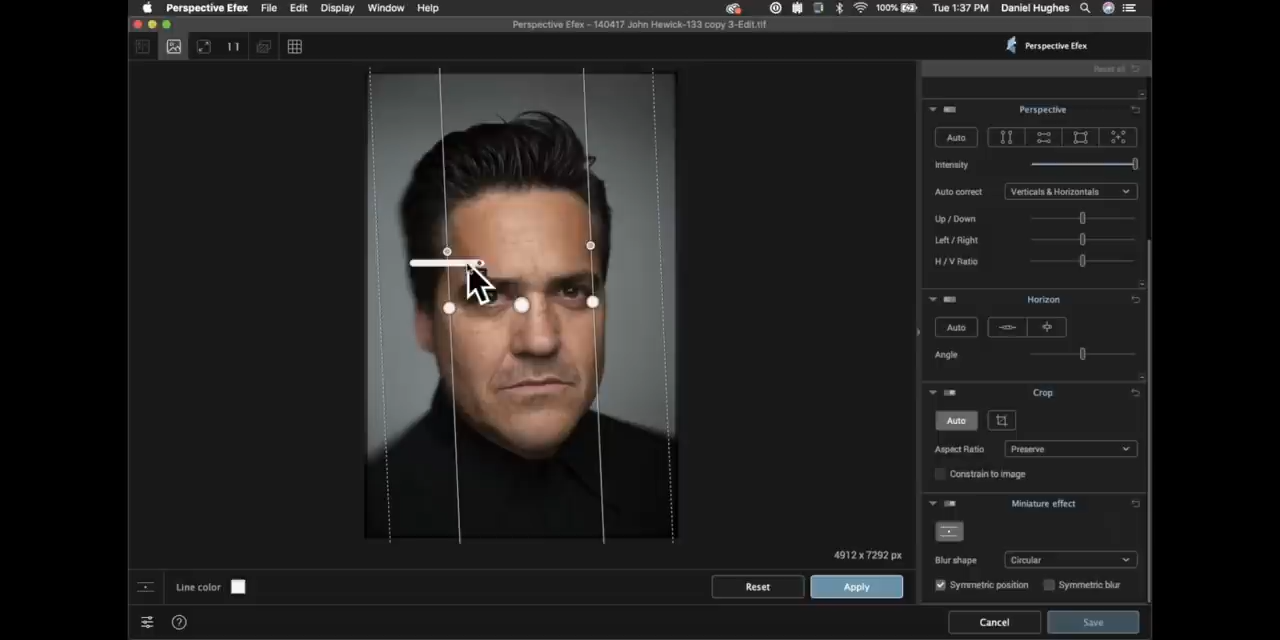 Perspective Efex File Edit Display Window Help 100% Tue 1:37 PM Daniel Hughes
Perspective Efex - 140417 John Hewick-133 copy 3-Edit.tif
1:1 Perspective Efex
Reset all
Perspective
Auto
Intensity
Auto correct Verticals & Horizontals
Up / Down
Left / Right
H / V Ratio
Horizon
Auto
Angle
Crop
Auto
Aspect Ratio Preserve
Constrain to image
Miniature effect
Blur shape Circular
Symmetric position Symmetric blur
4912 x 7292 px
Line color Reset Apply
Cancel Save